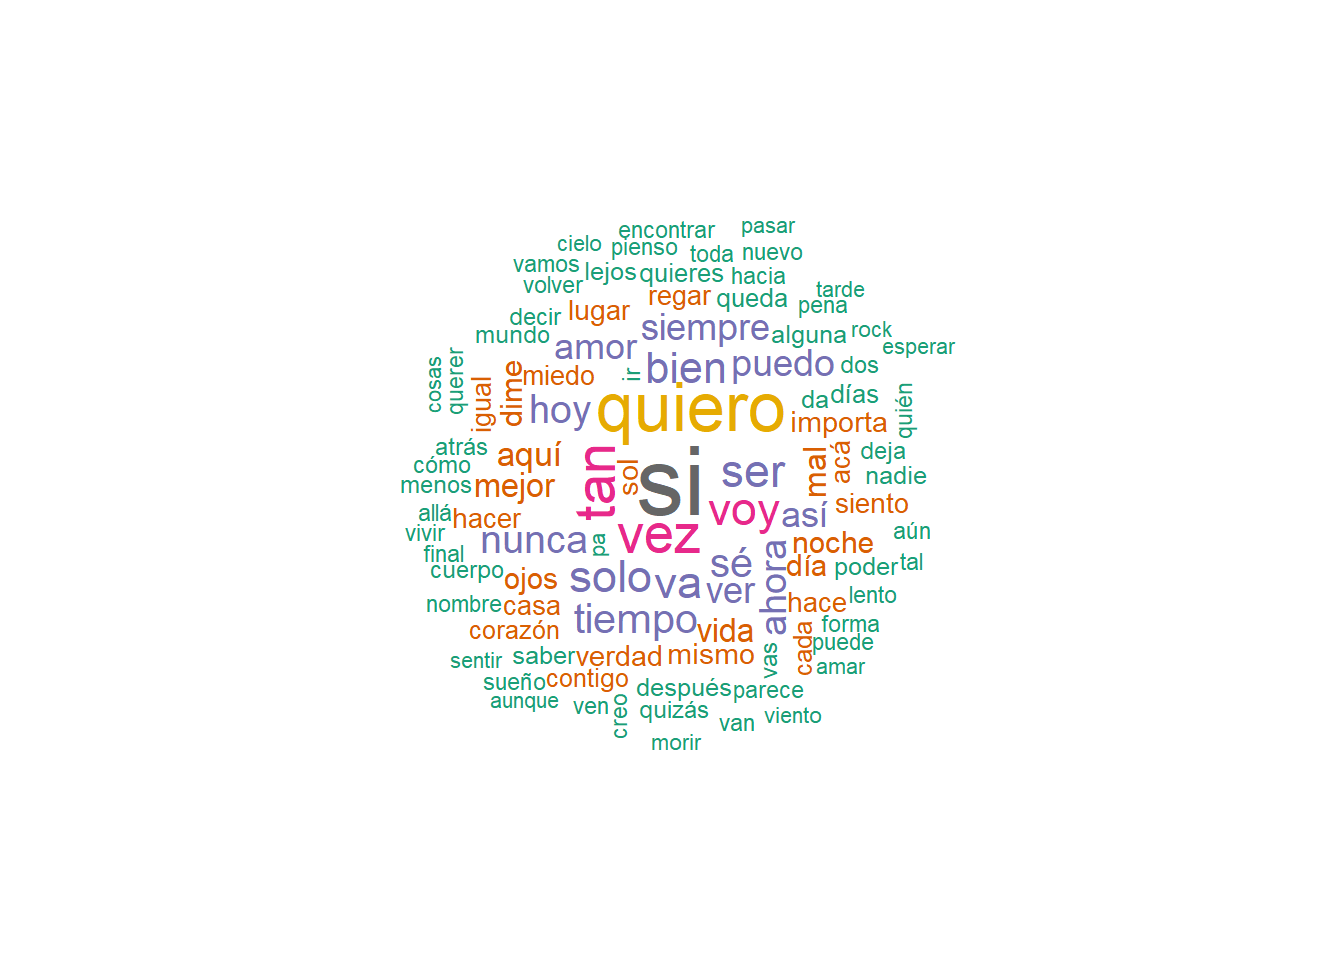 pasar
encontrar
cielo
pienso
toda
nuevo
vamos
lejos
quieres
hacia
volver
tarde
regar
queda
pena
lugar
decir
siempre
alguna
rock
mundo
amor
esperar
bien
puedo
dos
ir
miedo
cosas
querer
igual
dime
hoy
quiero
da
días
quién
importa
atrás
aquí
cómo
menos
mejor
tan
sol
si
ser
mal
acá
deja
nadie
siento
allá
hacer
voy
así
vivir
nunca
pa
vez
noche
aún
final
cuerpo
ojos
solo
va
sé
ahora
día
poder
tal
ver
nombre
casa
hace
lento
corazón
tiempo
vida
cada
forma
puede
sentir
saber
verdad
mismo
vas
amar
sueño
contigo
después
parece
aunque
ven
creo
quizás
van
viento
morir